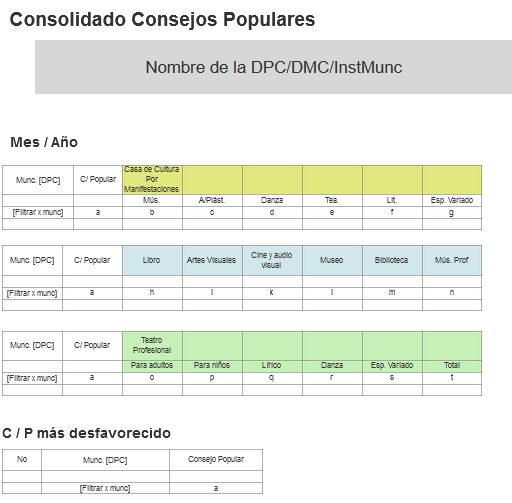 Consolidado Consejos Populares
Nombre de la DPC/DMC/InstMunc
Mes / Año
Munc. [DPC] C/ Popular Casa de Cultura Por Manifestaciones
Mús. A/Plást. Danza Tea. Lit. Esp. Variado
[Filtrar x munc] a b c d e f g
Munc. [DPC] C/ Popular Libro Artes Visuales Cine y audio visual Museo Biblioteca Mús. Prof
[Filtrar x munc] a h i k l m n
Munc. [DPC] C/ Popular Teatro Profesional
Para adultos Para niños Lírico Danza Esp. Variado Total
[Filtrar x munc] a o p q r s t
C / P más desfavorecido
No Munc. [DPC] Consejo Popular
[Filtrar x munc] a